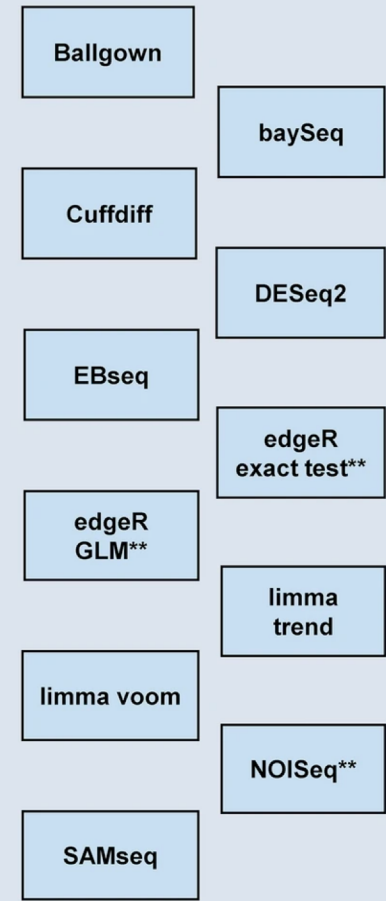 Ballgown
baySeq
Cuffdiff
DESeq2
EBseq
edgeR
exact test**
edgeR
GLM**
limma
trend
limma voom
NOISeq**
SAMseq